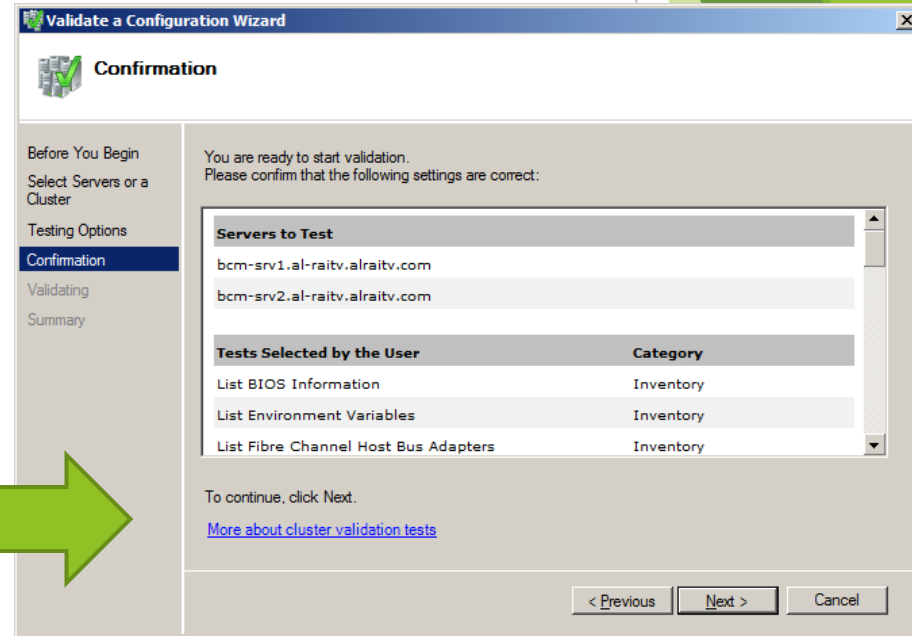 Validate a Configuration Wizard
Confirmation
Before You Begin
Select Servers or a
Cluster
Testing Options
Confirmation
Validating
Summary
You are ready to start validation.
Please confirm that the following settings are correct:
Servers to Test
bcm-srv1.al-raitv.alraitv.com
bcm-srv2.al-raitv.alraitv.com
Tests Selected by the User Category
List BIOS Information Inventory
List Environment Variables Inventory
List Fibre Channel Host Bus Adapters Inventory
To continue, click Next.
More about cluster validation tests
< Previous Next > Cancel